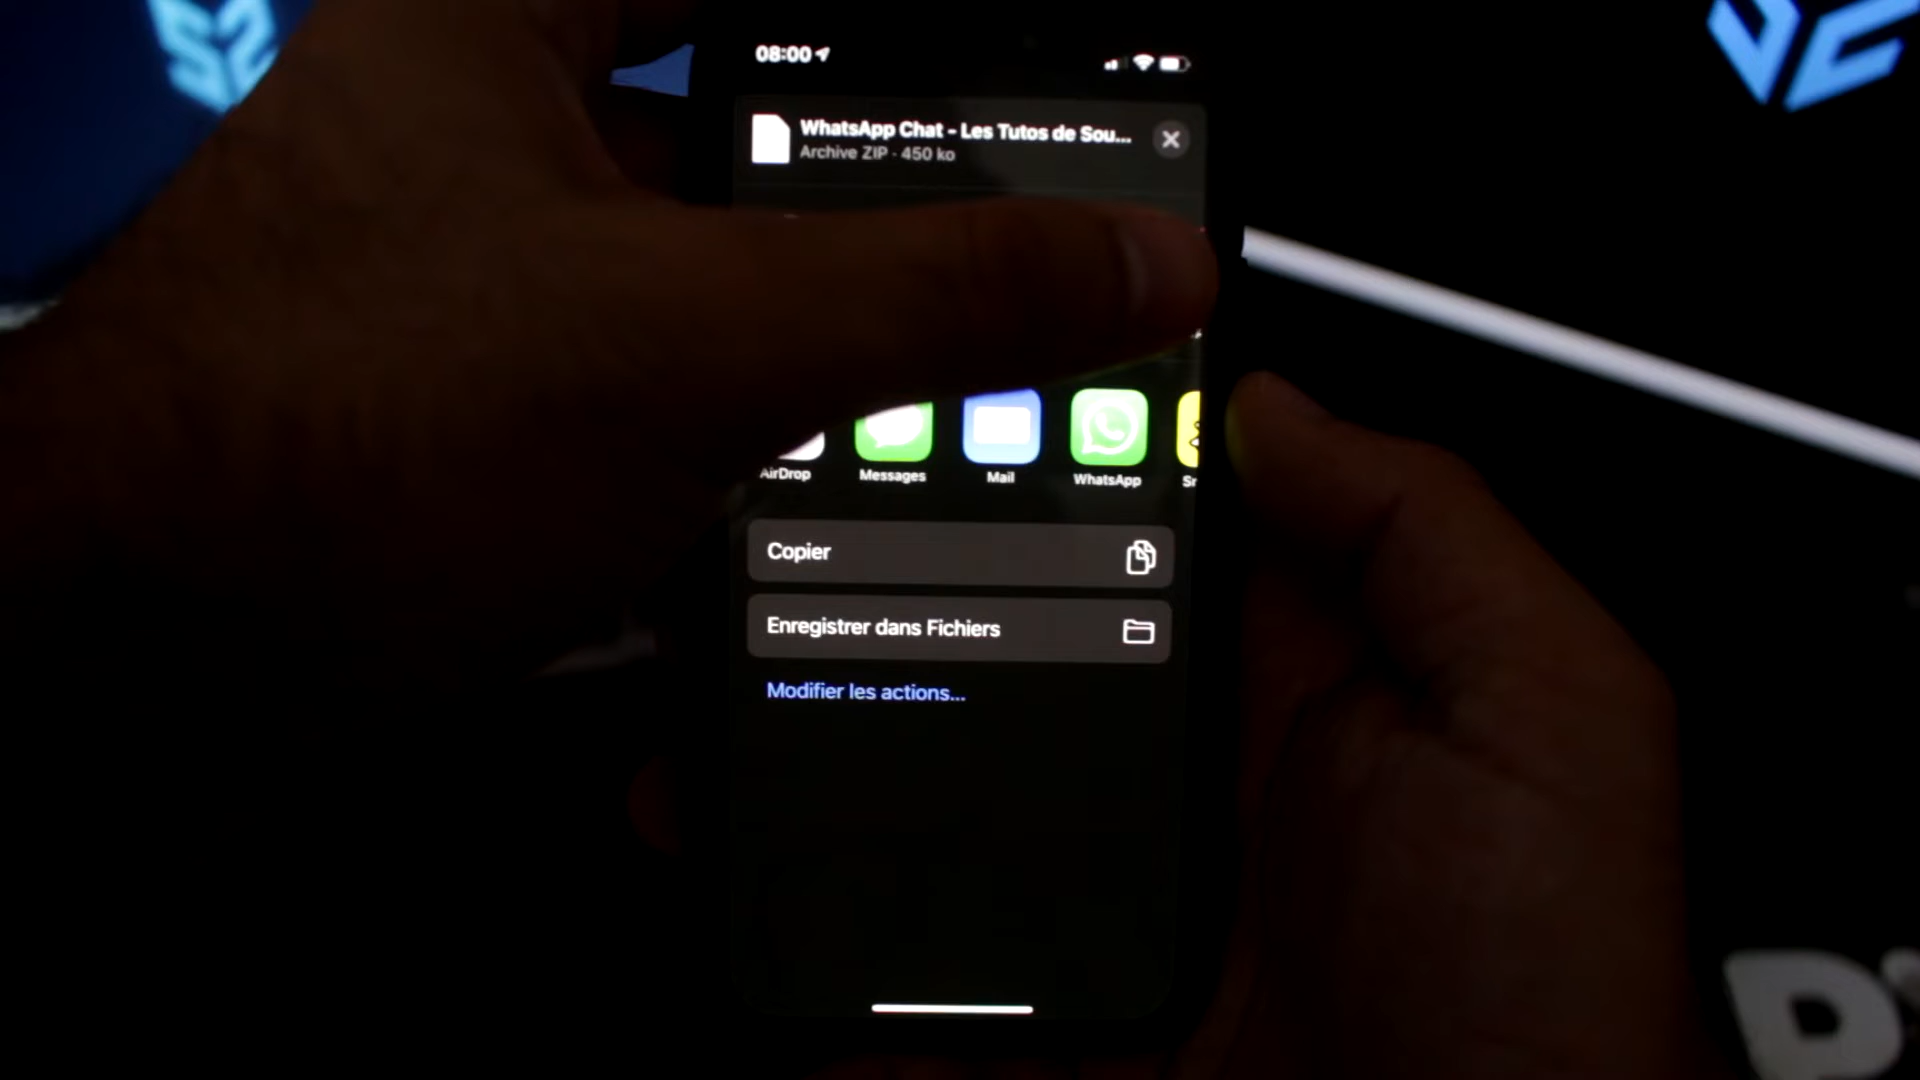 08:00
WhatsApp Chat - Les Tutos de Sou...
Archive ZIP · 450 ko
AirDrop
Messages
Mail
WhatsApp
Copier
Enregistrer dans Fichiers
Modifier les actions...